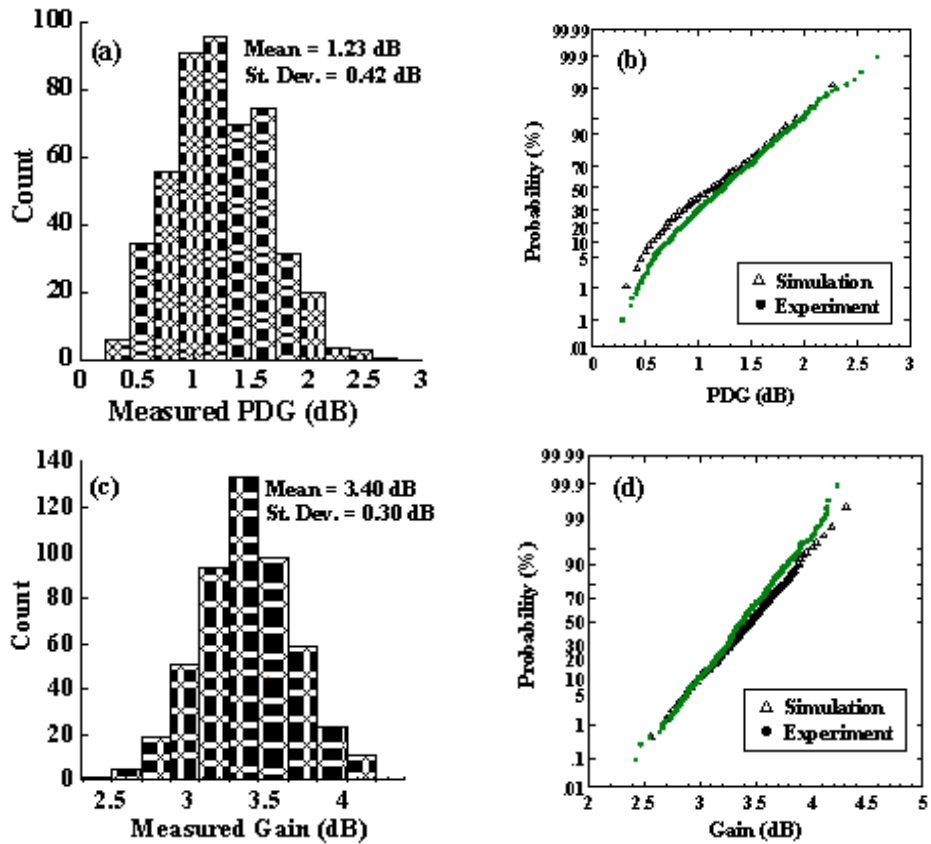 (a)
Mean = 1.23 dB
St. Dev. = 0.42 dB
Count
100
80
60
40
20
0
0 0.5 1 1.5 2 2.5 3
Measured PDG (dB)
(b)
Probability (%)
99.99
99.9
99
90
70
50
30
20
10
5
1
.1
.01
Simulation
Experiment
0 0.5 1 1.5 2 2.5 3
PDG (dB)
(c)
Mean = 3.40 dB
St. Dev. = 0.30 dB
Count
140
120
100
80
60
40
20
0
2.5 3 3.5 4
Measured Gain (dB)
(d)
Probability (%)
99.99
99.9
99
90
70
50
30
20
10
5
1
.1
.01
Simulation
Experiment
2 2.5 3 3.5 4 4.5 5
Gain (dB)